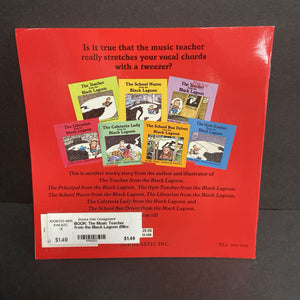 Is it true that the music teacher
really stretches your vocal chords
with a tweezer?
The Teacher
from the
Black Lagoon
The School Nurse
from the
Black Lagoon
Black Lagoon
The Librarian
from the
Black Lagoon
The Cafeteria Lady
from the
Black Lagoon
The School Bus Driver
from the
Black Lagoon
The Gym Teacher
from the
Black Lagoon
This is another wacky story from the author and illustrator of
The Teacher from the Black Lagoon,
The Principal from the Black Lagoon, The Gym Teacher from the Black Lagoon,
The School Nurse from the Black Lagoon, The Librarian from the Black Lagoon,
The Cafeteria Lady from the Black Lagoon, and
The School Bus Driver from the Black Lagoon.
$1.49
BOOK: The Music Teacher
from the Black Lagoon (Mike
$1.49
INC.